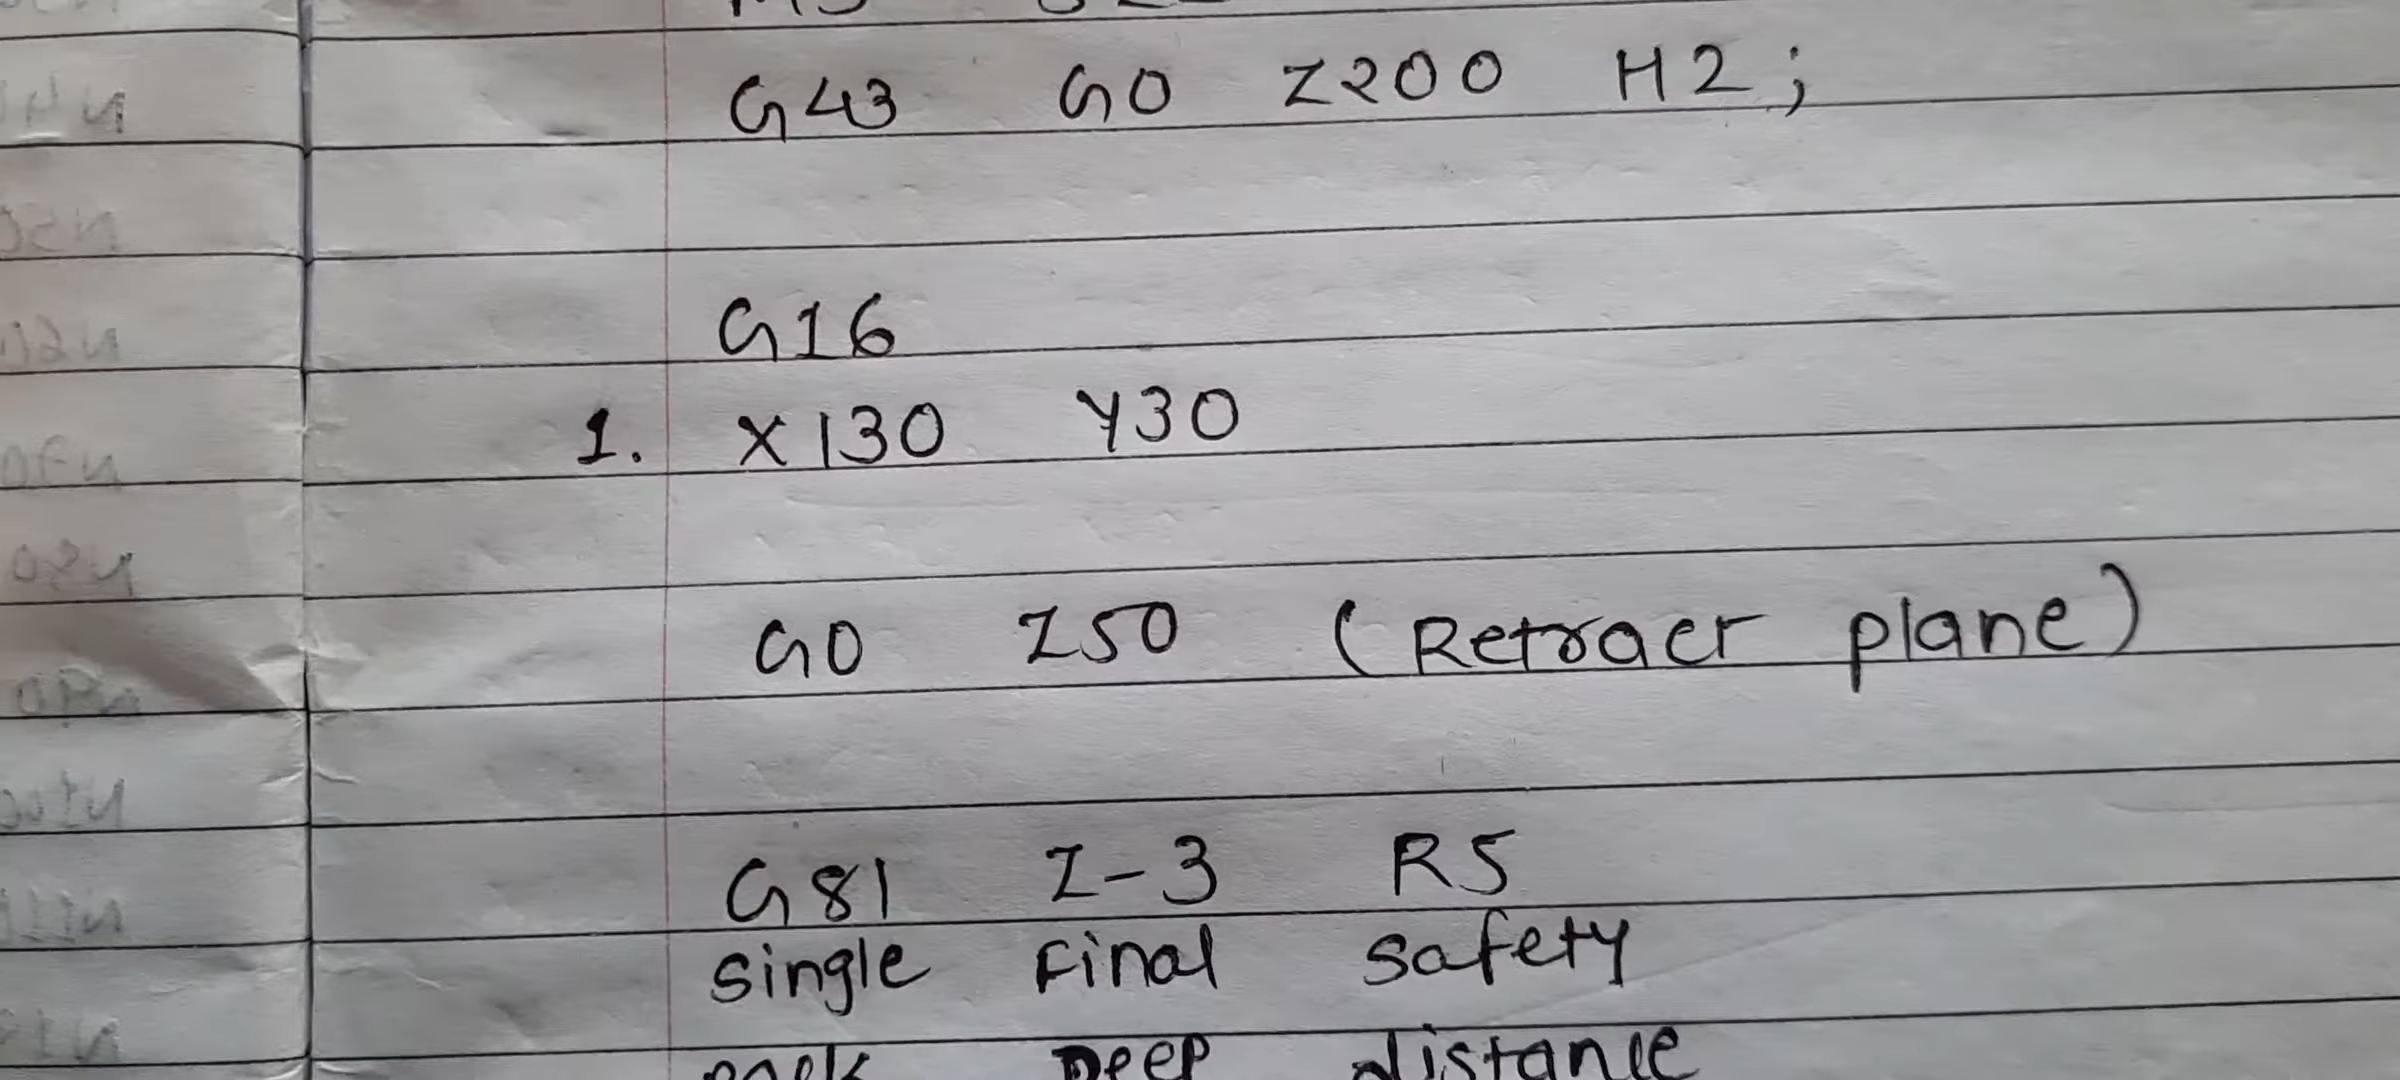 G43 G0 Z200 H2;
G16
1. X130 Y30
G0 Z50 (Retract plane)
G81 Z-3 R5
Single Final Safety
Deep distance